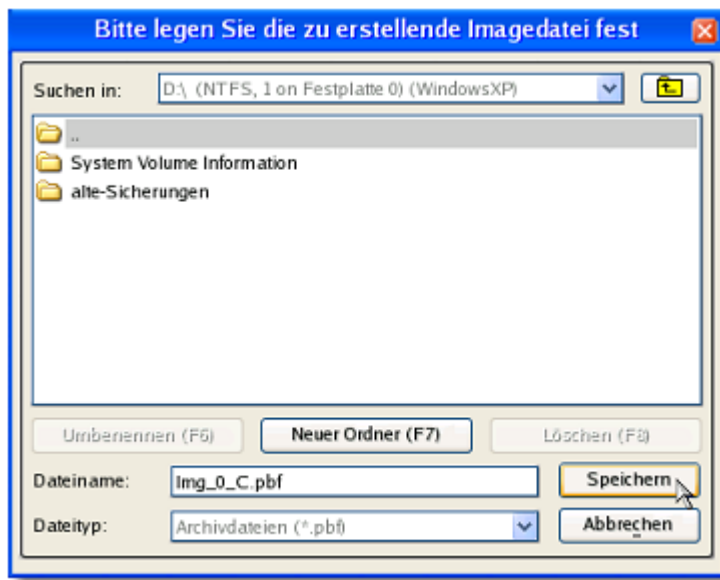 Bitte legen Sie die zu erstellende Imagedatei fest
Suchen in: D:\ (NTFS, 1 on Festplatte 0) (WindowsXP)
..
System Volume Information
alte-Sicherungen
Umbenennen (F6) Neuer Ordner (F7) Löschen (F8)
Dateiname: Img_0_C.pbf Speichern
Dateityp: Archivdateien (*.pbf) Abbrechen